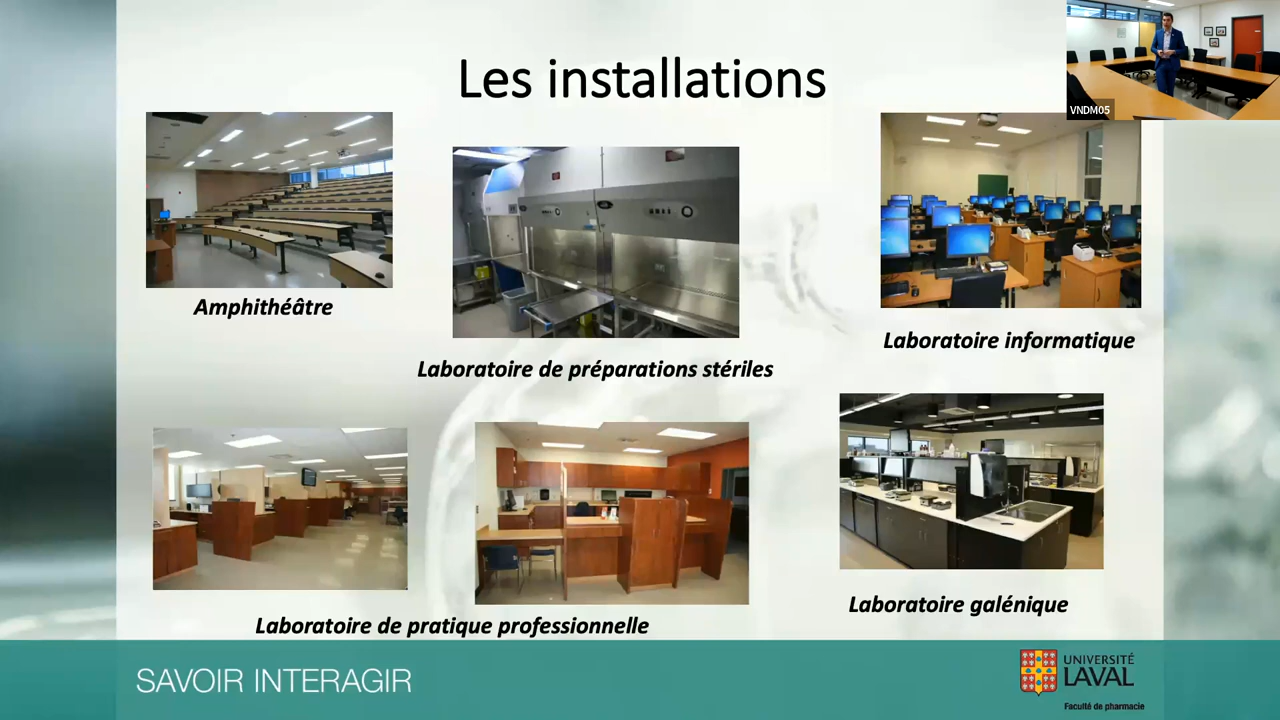 Les installations
VNDM05
Amphithéâtre
Laboratoire de préparations stériles
Laboratoire informatique
Laboratoire de pratique professionnelle
Laboratoire galénique
SAVOIR INTERAGIR
UNIVERSITÉ
LAVAL
Faculté de pharmacie